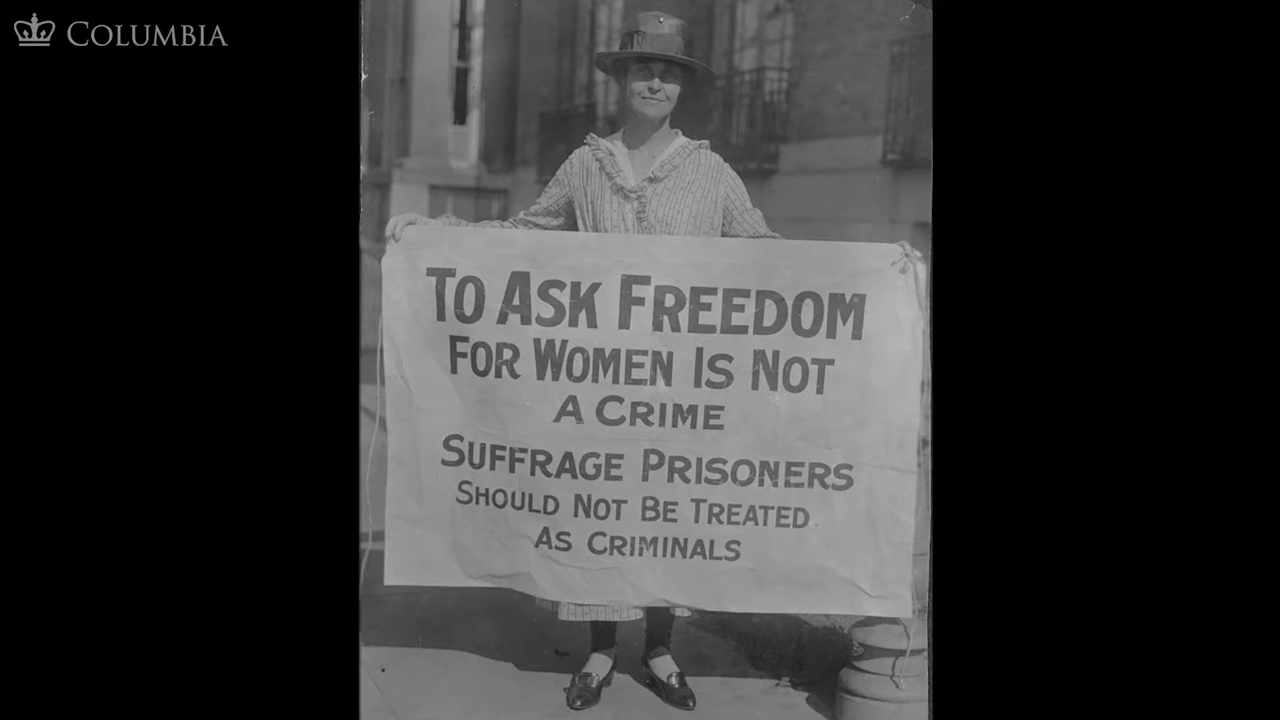 COLUMBIA
TO ASK FREEDOM
FOR WOMEN IS NOT
A CRIME
SUFFRAGE PRISONERS
SHOULD NOT BE TREATED
AS CRIMINALS